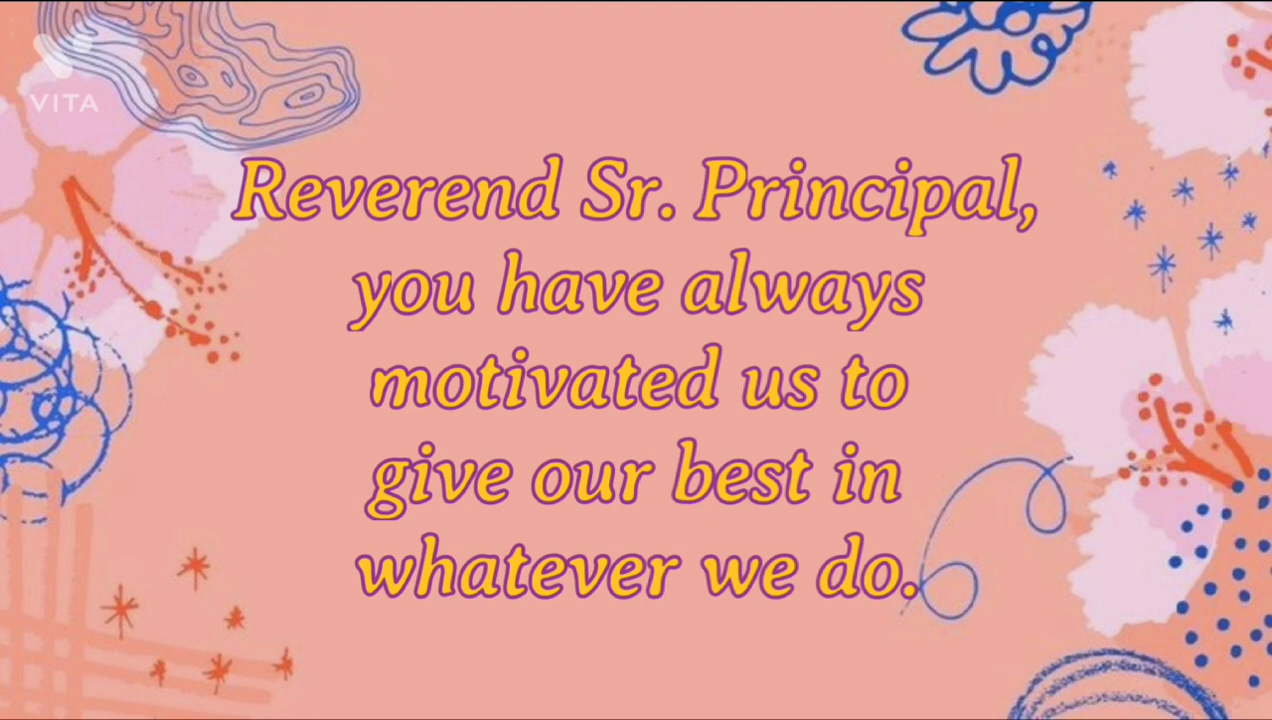 VITA
Reverend Sr. Principal,
you have always
motivated us to
give our best in
whatever we do.